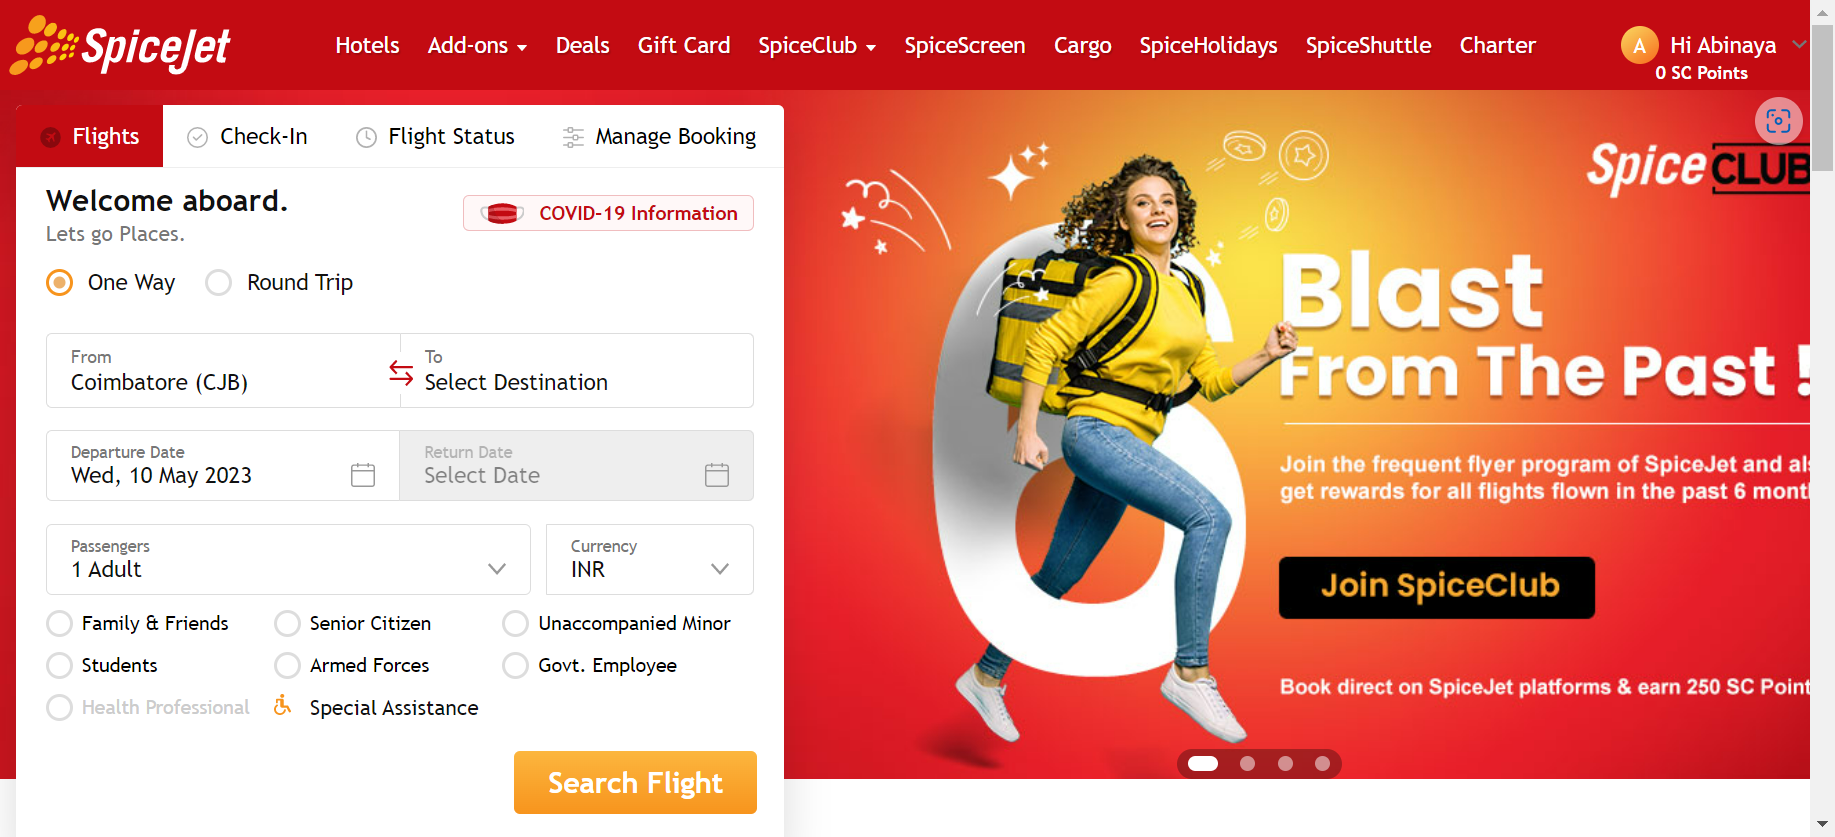 SpiceJet
Hotels Add-ons Deals Gift Card SpiceClub SpiceScreen Cargo SpiceHolidays SpiceShuttle Charter
A Hi Abinaya
0 SC Points
Flights Check-In Flight Status Manage Booking
Welcome aboard.
Lets go Places.
COVID-19 Information
One Way Round Trip
From
Coimbatore (CJB)
To
Select Destination
Departure Date
Wed, 10 May 2023
Return Date
Select Date
Passengers
1 Adult
Currency
INR
Family & Friends Senior Citizen Unaccompanied Minor
Students Armed Forces Govt. Employee
Health Professional Special Assistance
Search Flight
Spice CLUB
Blast
From The Past !
Join the frequent flyer program of SpiceJet and
get rewards for all flights flown in the past 6
Join SpiceClub
Book direct on SpiceJet platforms & earn 250 SC